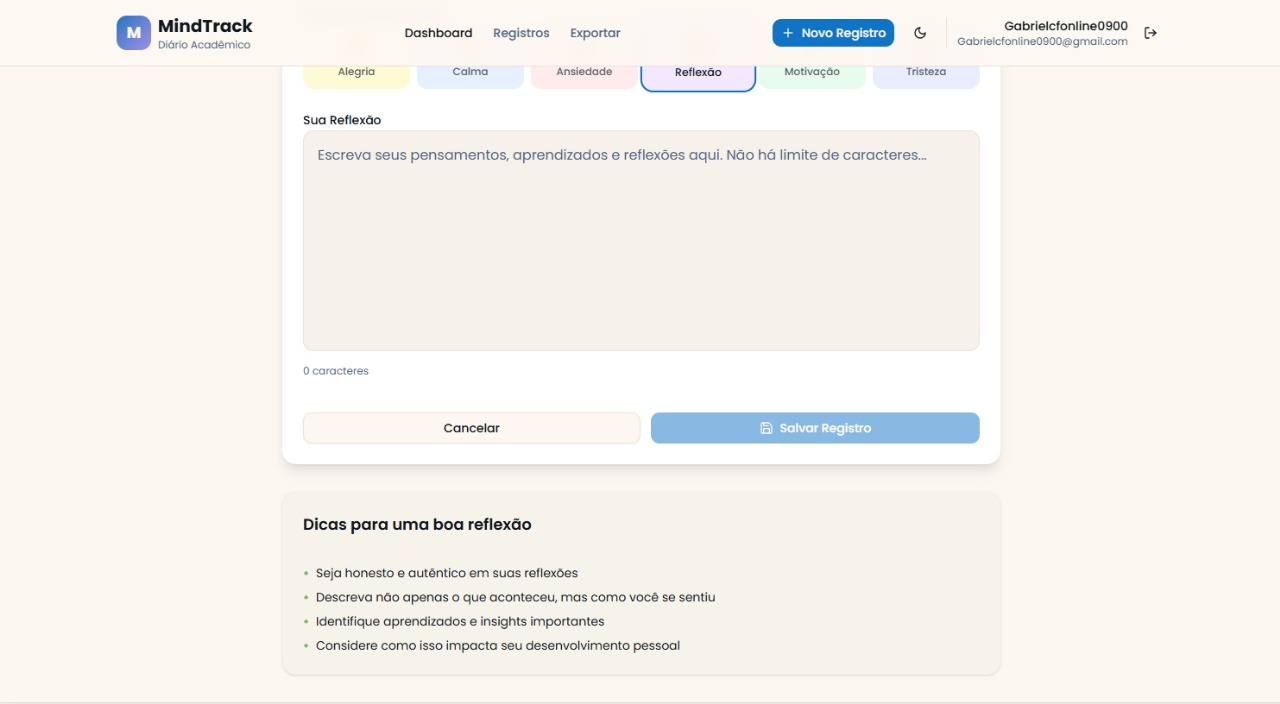 M
MindTrack
Diário Acadêmico
Dashboard
Registros
Exportar
+ Novo Registro
Gabrielcfonline0900
Gabrielcfonline0900@gmail.com
Alegria
Calma
Ansiedade
Reflexão
Motivação
Tristeza
Sua Reflexão
Escreva seus pensamentos, aprendizados e reflexões aqui. Não há limite de caracteres...
0 caracteres
Cancelar
Salvar Registro
Dicas para uma boa reflexão
• Seja honesto e autêntico em suas reflexões
• Descreva não apenas o que aconteceu, mas como você se sentiu
• Identifique aprendizados e insights importantes
• Considere como isso impacta seu desenvolvimento pessoal